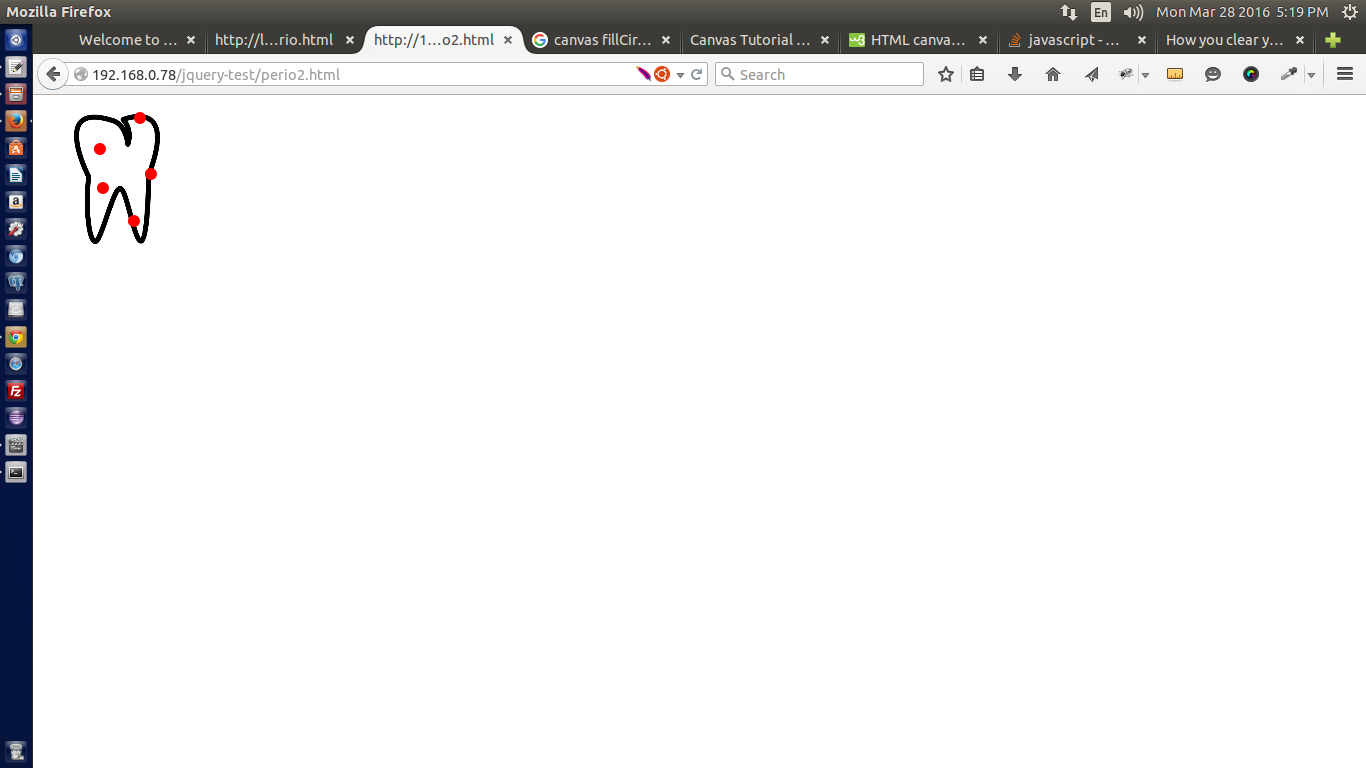 Mozilla Firefox
En
Mon Mar 28 2016 5:19 PM
Welcome to ...
http://l...rio.html
http://1...o2.html
canvas fillCir...
Canvas Tutorial ...
w3
HTML canva...
javascript - ...
How you clear y...
192.168.0.78/jquery-test/perio2.html
Search
a
Fz